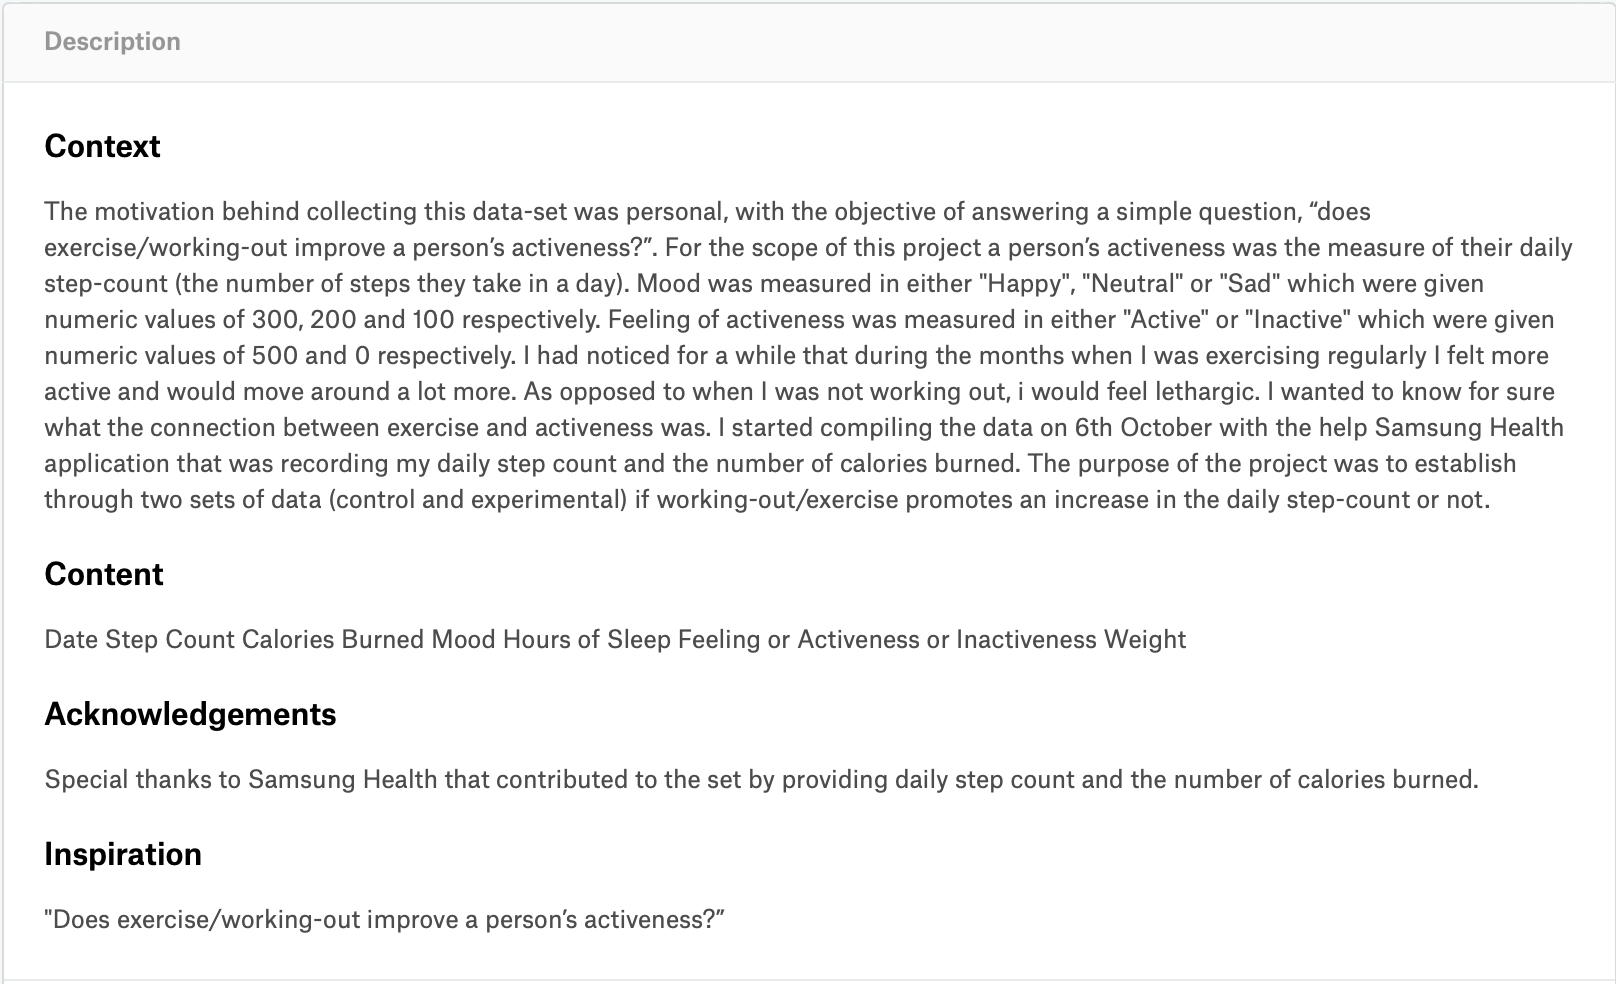 Description
Context
The motivation behind collecting this data-set was personal, with the objective of answering a simple question, “does
exercise/working-out improve a person’s activeness?”. For the scope of this project a person’s activeness was the measure of their daily
step-count (the number of steps they take in a day). Mood was measured in either "Happy", "Neutral" or "Sad" which were given
numeric values of 300, 200 and 100 respectively. Feeling of activeness was measured in either "Active" or "Inactive" which were given
numeric values of 500 and 0 respectively. I had noticed for a while that during the months when I was exercising regularly I felt more
active and would move around a lot more. As opposed to when I was not working out, i would feel lethargic. I wanted to know for sure
what the connection between exercise and activeness was. I started compiling the data on 6th October with the help Samsung Health
application that was recording my daily step count and the number of calories burned. The purpose of the project was to establish
through two sets of data (control and experimental) if working-out/exercise promotes an increase in the daily step-count or not.
Content
Date Step Count Calories Burned Mood Hours of Sleep Feeling or Activeness or Inactiveness Weight
Acknowledgements
Special thanks to Samsung Health that contributed to the set by providing daily step count and the number of calories burned.
Inspiration
"Does exercise/working-out improve a person’s activeness?”